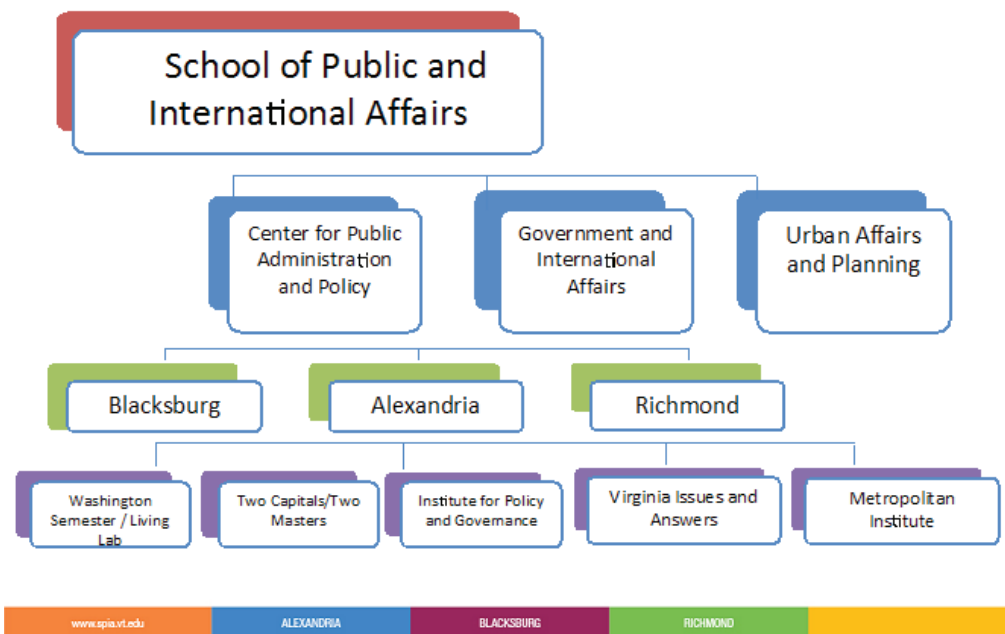 School of Public and
International Affairs
Center for Public
Administration
and Policy
Government and
International
Affairs
Urban Affairs
and Planning
Blacksburg
Alexandria
Richmond
Washington
Semester / Living
Lab
Two Capitals/Two
Masters
Institute for Policy
and Governance
Virginia Issues and
Answers
Metropolitan
Institute
www.spia.vt.edu
ALEXANDRIA
BLACKSBURG
RICHMOND